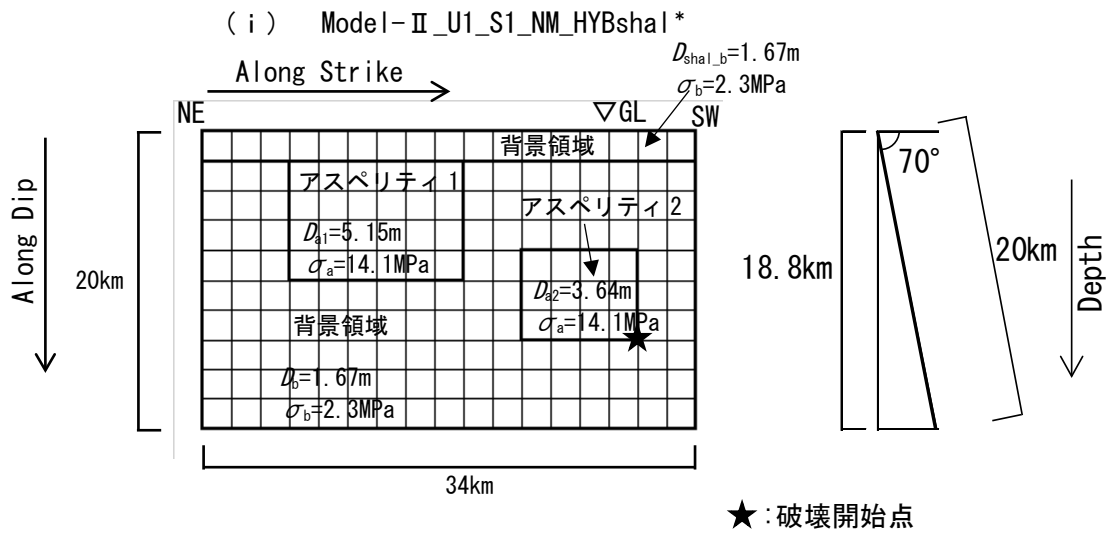 (ⅰ) Model-Ⅱ_U1_S1_NM_HYBshal*
Dshal_b=1.67m
σb=2.3MPa
Along Strike
NE
▽GL
SW
背景領域
70°
アスペリティ1
アスペリティ2
Da1=5.15m
σa=14.1MPa
Along Dip
20km
18.8km
20km
Depth
Da2=3.64m
σa=14.1MPa
背景領域
Db=1.67m
σb=2.3MPa
34km
★:破壊開始点